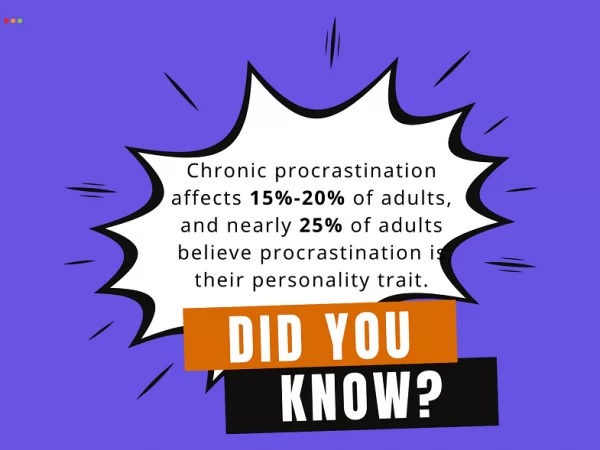 Chronic procrastination
affects 15%-20% of adults,
and nearly 25% of adults
believe procrastination is
their personality trait.
DID YOU
KNOW?